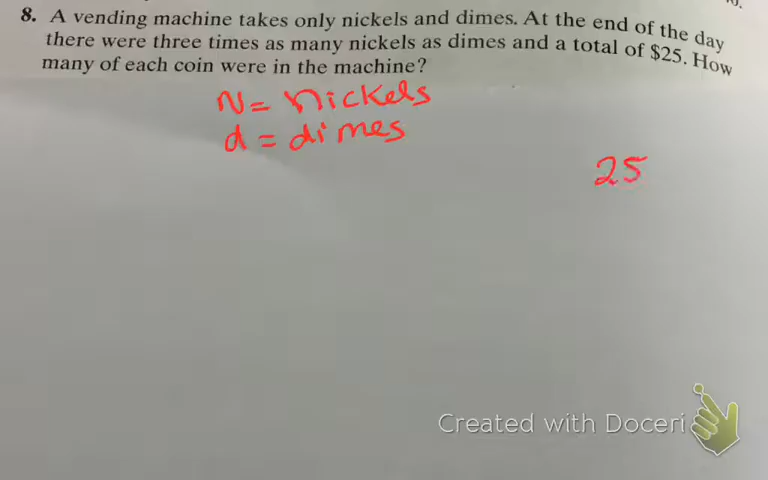 8. A vending machine takes only nickels and dimes. At the end of the day
there were three times as many nickels as dimes and a total of $25. How
many of each coin were in the machine?
N = Nickels
d = dimes
25
Created with Doceri